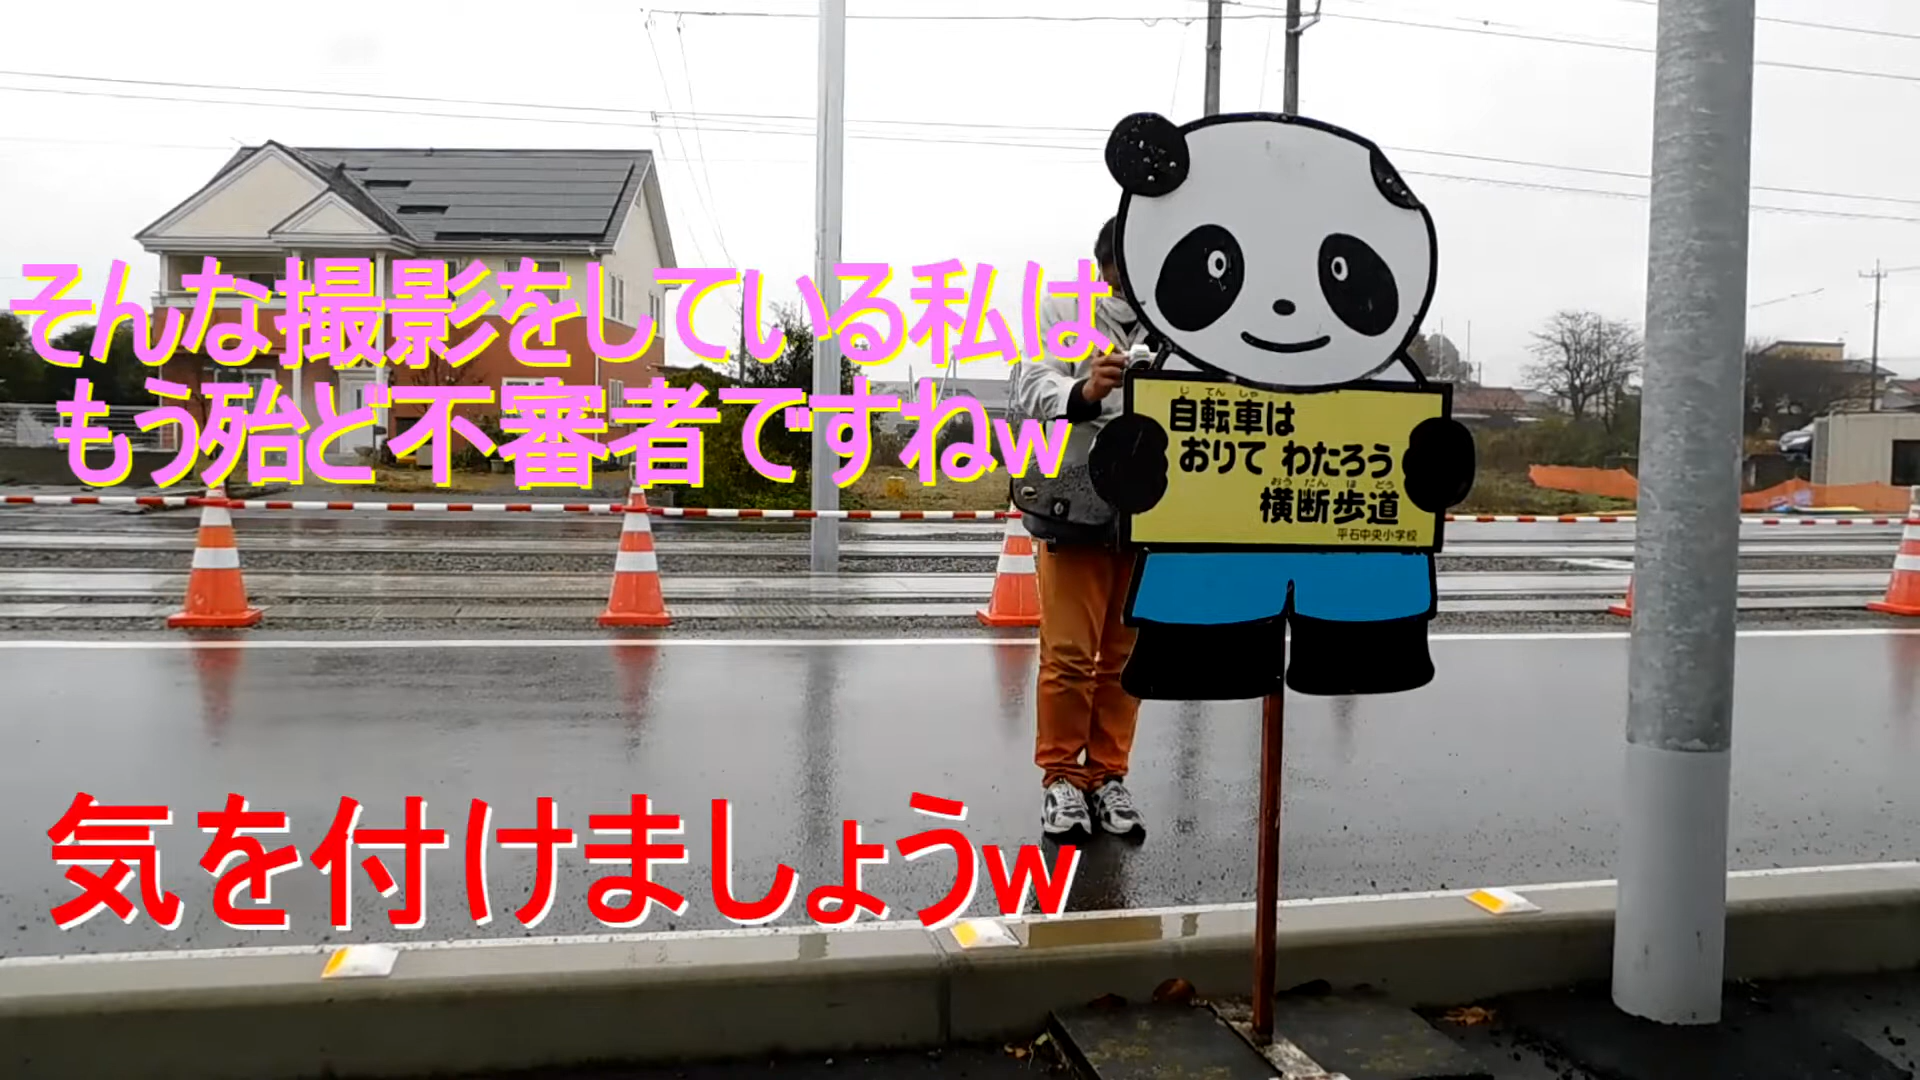 そんな撮影をしている私は
もう殆ど不審者ですねw
じ てん しゃ
自転車は
おりて わたろう
おう だん ほ どう
横断歩道
平石中央小学校
気を付けましょうw